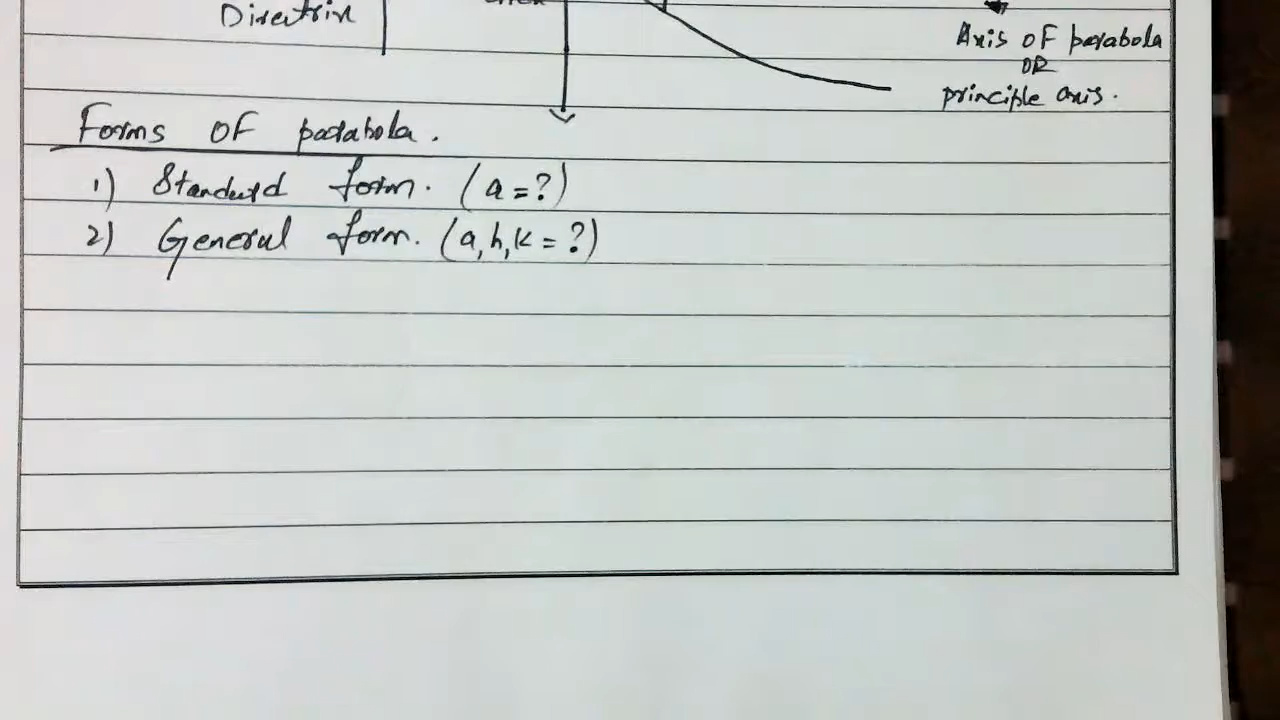 Directrix
Axis OF parabola
OR
principle axis.
Forms OF parabola.
1) Standard form. (a=?)
2) General form. (a,h,k=?)